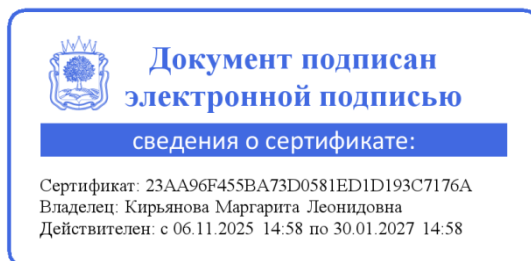 Документ подписан
электронной подписью
сведения о сертификате:
Сертификат: 23AA96F455BA73D0581ED1D193C7176A
Владелец: Кирьянова Маргарита Леонидовна
Действителен: с 06.11.2025 14:58 по 30.01.2027 14:58